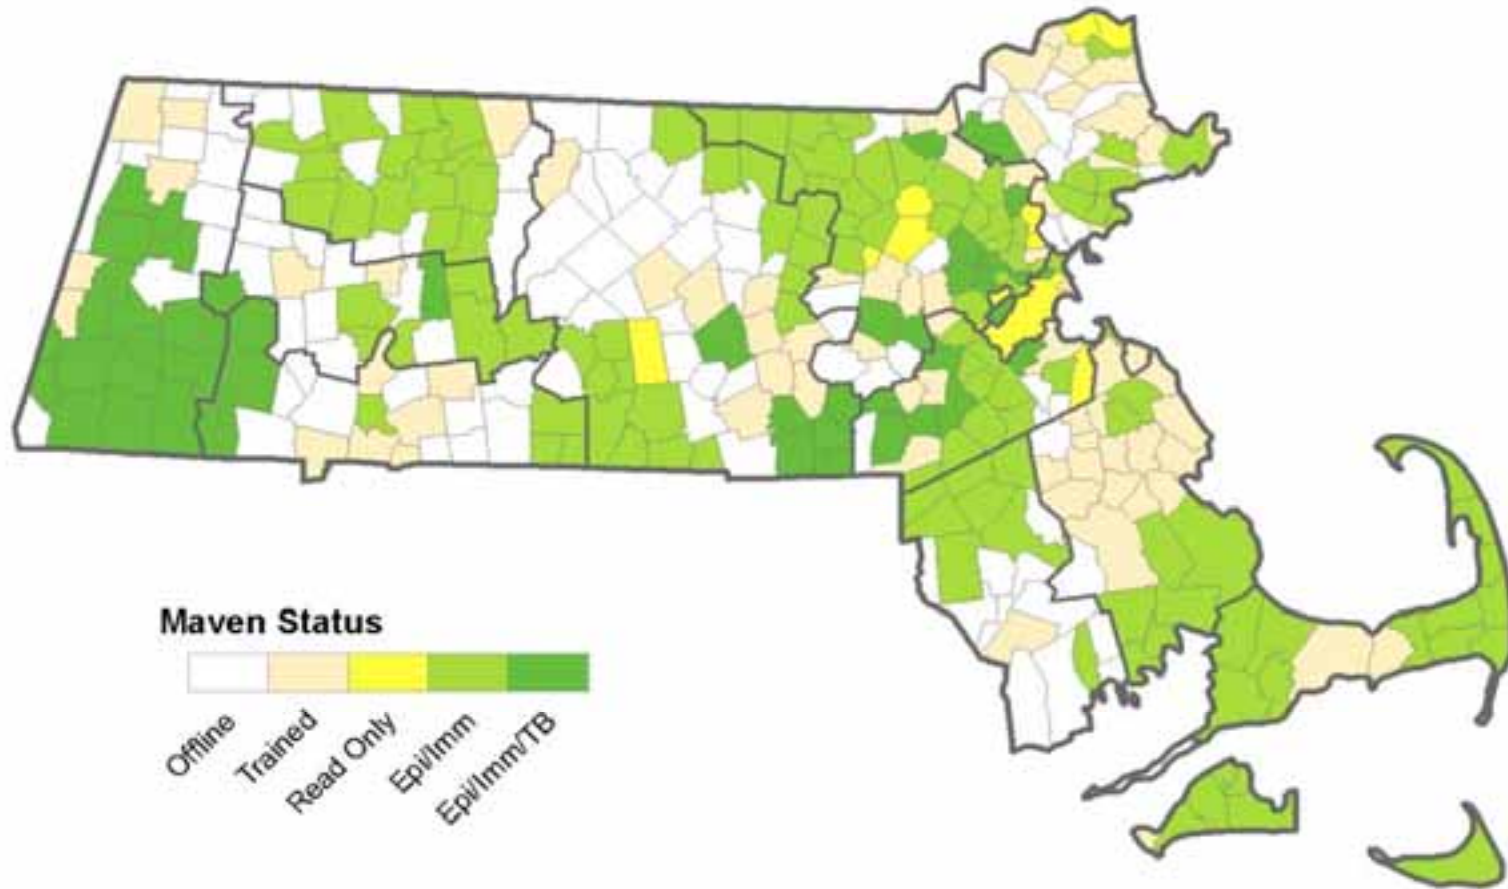 Maven Status
Offline
Trained
Read Only
Epi/Imm
Epi/Imm/TB